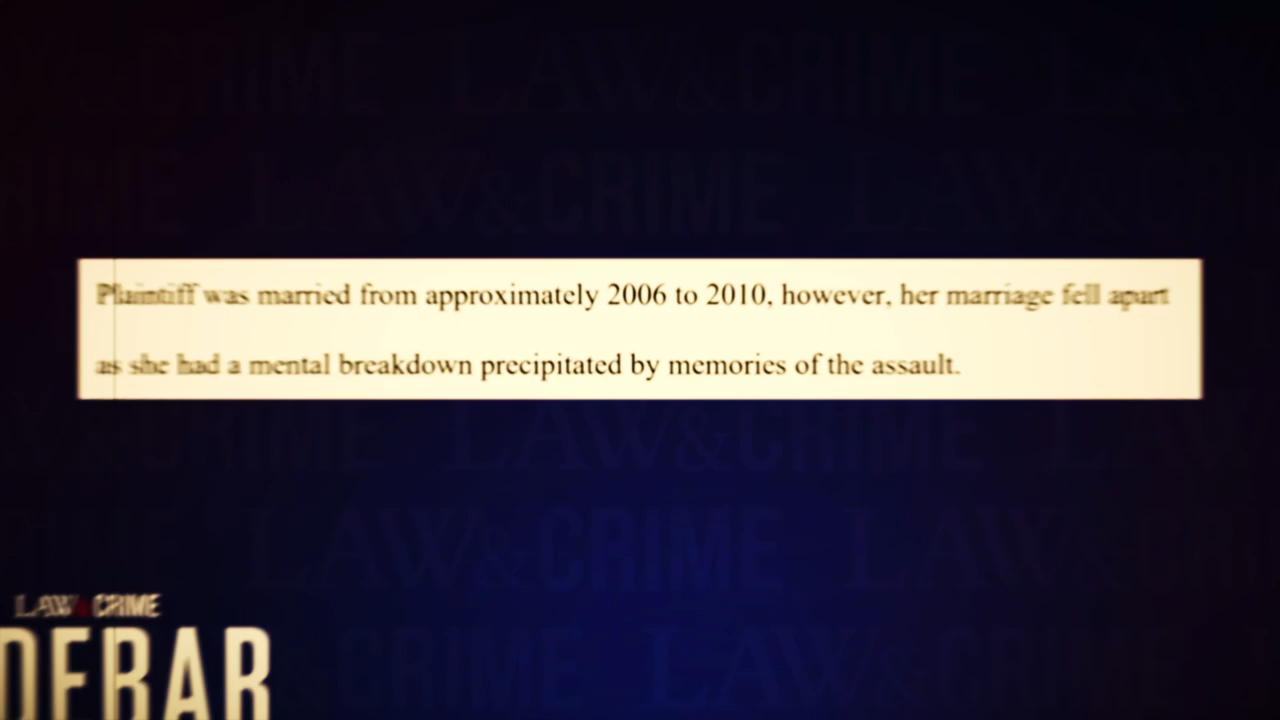 Plaintiff was married from approximately 2006 to 2010, however, her marriage fell apart
as she had a mental breakdown precipitated by memories of the assault.
LAW&CRIME
DEBAR